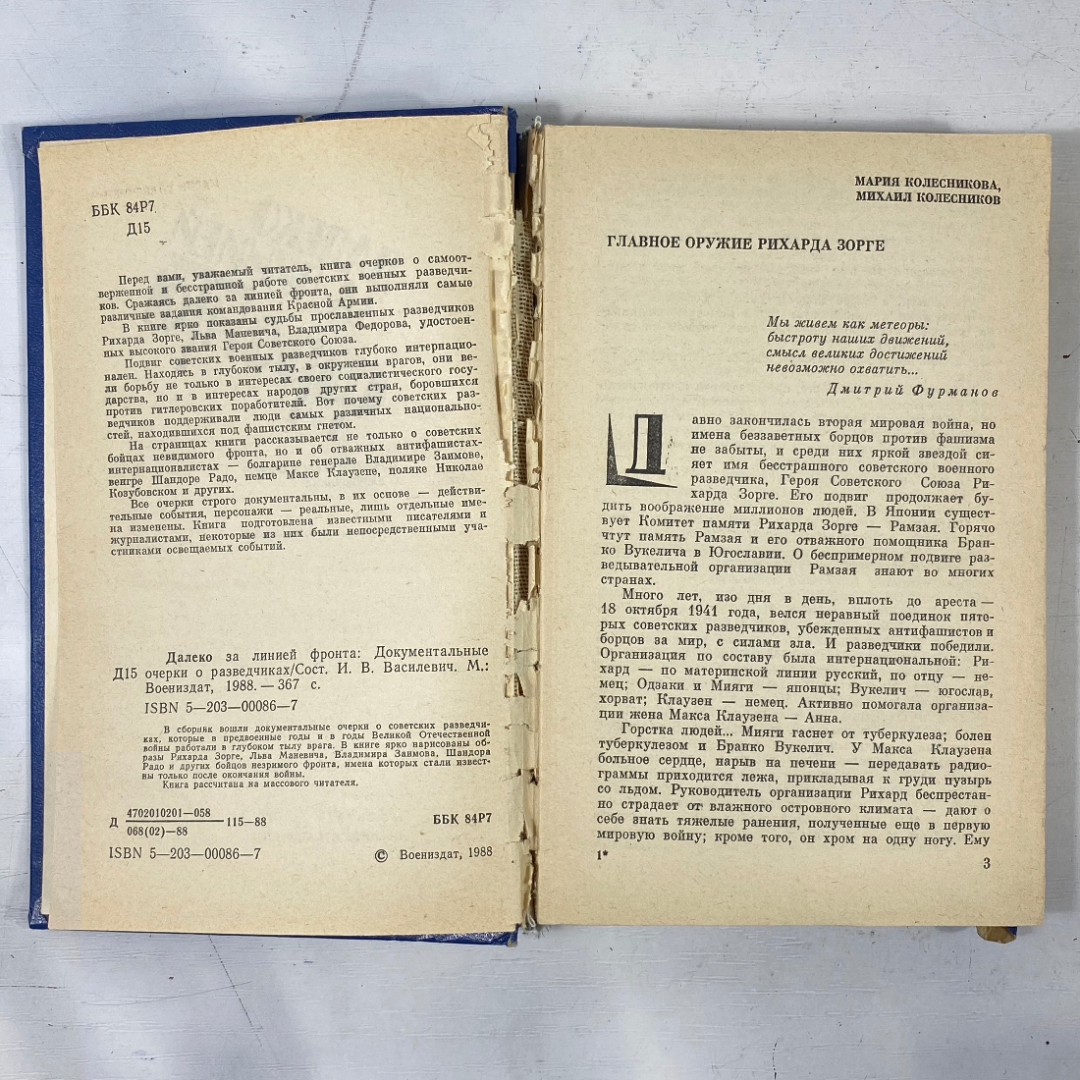 ББК 84Р7
Д15
Перед вами, уважаемый читатель, книга очерков о самоот-
верженной и бесстрашной работе советских военных разведчи-
ков. Сражаясь далеко за линией фронта, они выполняли самые
различные задания командования Красной Армии.
В книге ярко показаны судьбы прославленных разведчиков
Рихарда Зорге, Льва Маневича, Владимира Федорова, удостоен-
ных высокого звания Героя Советского Союза.
Подвиг советских военных разведчиков глубоко интернацио-
нален. Находясь в глубоком тылу, в окружении врагов, они ве-
ли борьбу не только в интересах своего социалистического госу-
дарства, но и в интересах народов других стран, боровшихся
против гитлеровских поработителей. Вот почему советских раз-
ведчиков поддерживали люди самых различных национально-
стей, находившихся под фашистским гнетом.
На страницах книги рассказывается не только о советских
бойцах невидимого фронта, но и об отважных антифашистах-
интернационалистах — болгарине генерале Владимире Заимове,
венгре Шандоре Радо, немце Максе Клаузене, поляке Николае
Козубовском и других.
Все очерки строго документальны, в их основе — действи-
тельные события, персонажи — реальные, лишь отдельные име-
на изменены. Книга подготовлена известными писателями и
журналистами, некоторые из них были непосредственными уча-
стниками освещаемых событий.
Далеко за линией фронта: Документальные
Д15 очерки о разведчиках/Сост. И. В. Василевич. М.:
Воениздат, 1988. — 367 с.
ISBN 5—203—00086—7
В сборник вошли документальные очерки о советских разведчи-
ках, которые в предвоенные годы и в годы Великой Отечественной
войны работали в глубоком тылу врага. В книге ярко нарисованы об-
разы Рихарда Зорге, Льва Маневича, Владимира Заимова, Шандора
Радо и других бойцов незримого фронта, имена которых стали извест-
ны только после окончания войны.
Книга рассчитана на массового читателя.
Д 4702010201—058
068(02)—88 115—88
ББК 84Р7
ISBN 5—203—00086—7
© Воениздат, 1988
МАРИЯ КОЛЕСНИКОВА,
МИХАИЛ КОЛЕСНИКОВ
ГЛАВНОЕ ОРУЖИЕ РИХАРДА ЗОРГЕ
Мы живем как метеоры:
быстроту наших движений,
смысл великих достижений
невозможно охватить...
Дмитрий Фурманов
Давно закончилась вторая мировая война, но
имена беззаветных борцов против фашизма
не забыты, и среди них яркой звездой си-
яет имя бесстрашного советского военного
разведчика, Героя Советского Союза Ри-
харда Зорге. Его подвиг продолжает бу-
дить воображение миллионов людей. В Японии сущест-
вует Комитет памяти Рихарда Зорге — Рамзая. Горячо
чтут память Рамзая и его отважного помощника Бран-
ко Вукелича в Югославии. О беспримерном подвиге раз-
ведывательной организации Рамзая знают во многих
странах.
Много лет, изо дня в день, вплоть до ареста —
18 октября 1941 года, велся неравный поединок пяте-
рых советских разведчиков, убежденных антифашистов и
борцов за мир, с силами зла. И разведчики победили.
Организация по составу была интернациональной: Ри-
хард — по материнской линии русский, по отцу — не-
мец; Одзаки и Мияги — японцы; Вукелич — югослав,
хорват; Клаузен — немец. Активно помогала организа-
ции жена Макса Клаузена — Анна.
Горстка людей... Мияги гаснет от туберкулеза; болен
туберкулезом и Бранко Вукелич. У Макса Клаузена
больное сердце, нарыв на печени — передавать радио-
граммы приходится лежа, прикладывая к груди пузырь
со льдом. Руководитель организации Рихард беспрестан-
но страдает от влажного островного климата — дают о
себе знать тяжелые ранения, полученные еще в первую
мировую войну; кроме того, он хром на одну ногу. Ему
1*
3